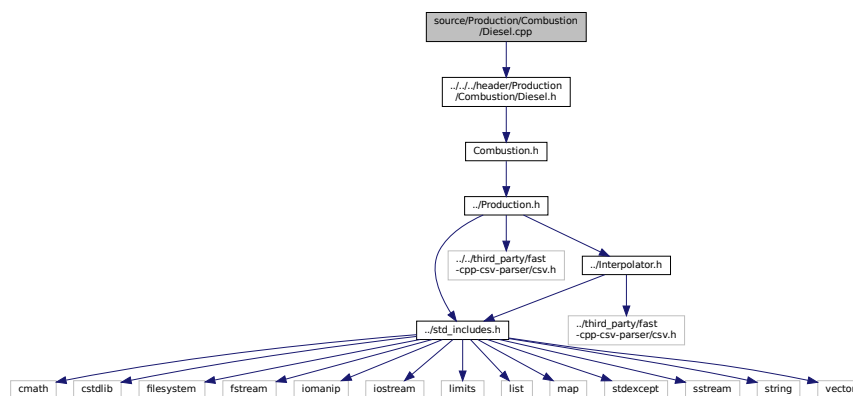 source/Production/Combustion
/Diesel.cpp
../../../header/Production
/Combustion/Diesel.h
Combustion.h
../Production.h
../../third_party/fast
-cpp-csv-parser/csv.h
../Interpolator.h
../std_includes.h
../third_party/fast
-cpp-csv-parser/csv.h
cmath
cstdlib
filesystem
fstream
iomanip
iostream
limits
list
map
stdexcept
sstream
string
vector